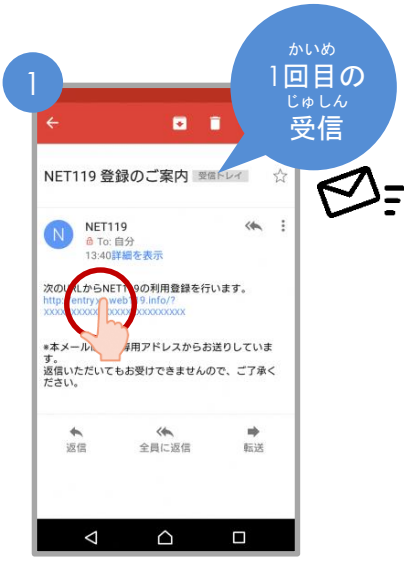 1
かいめ
1回目の
じゅしん
受信
NET119 登録のご案内 受信トレイ
N
NET119
To: 自分
13:40詳細を表示
次のURLからNET119の利用登録を行います。
http://entry.x web119.info/?
XXXXXXXXXXXXXXXXXXXXXXXXXX
*本メールは 専用アドレスからお送りしていま
す。
返信いただいてもお受けできませんので、ご了承く
ださい。
返信
全員に返信
転送